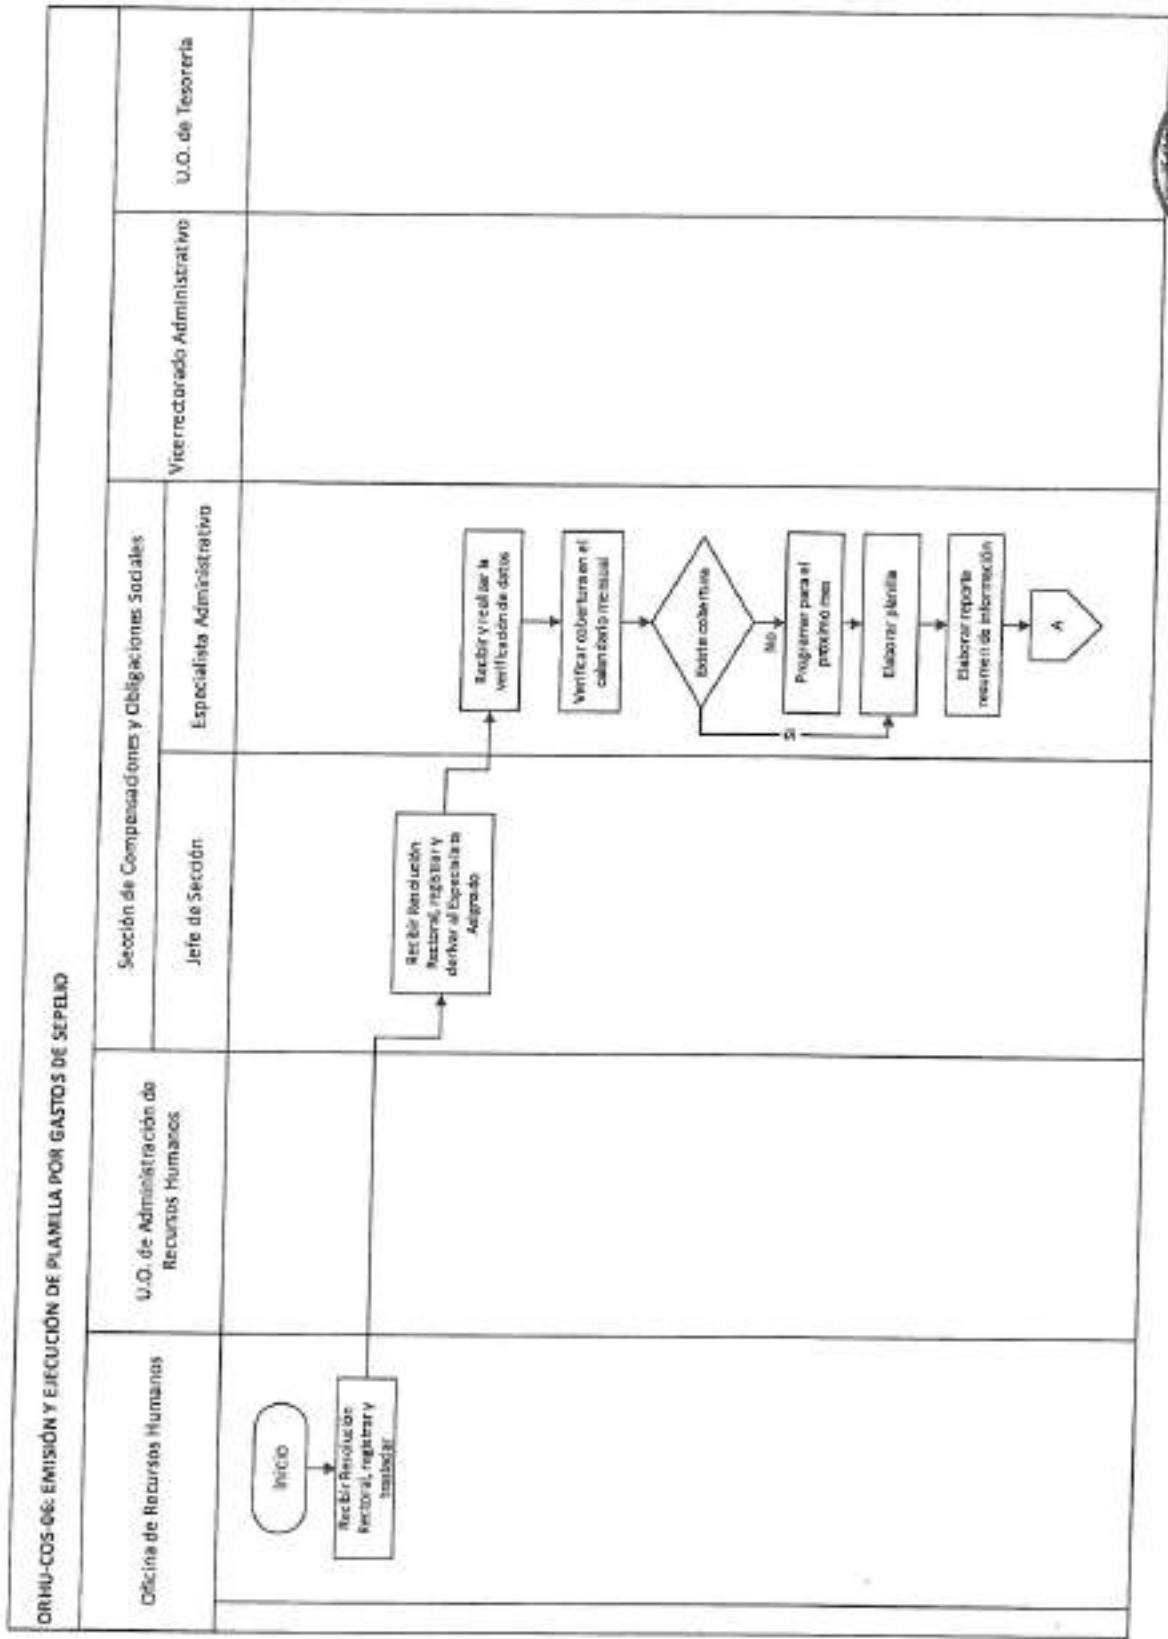 ORHU-COS-06: EMISIÓN Y EJECUCIÓN DE PLANILLA POR GASTOS DE SEPELIO
Oficina de Recursos Humanos
U.O. de Administración de
Recursos Humanos
Sección de Compensaciones y Obligaciones Sociales
Jefe de Sección
Especialista Administrativo
Vicerrectorado Administrativo
U.O. de Tesorería
Inicio
Recibir Resolución
Rectoral, registrar y
trasladar
Recibir Resolución
Rectoral, registrar y
derivar al Especialista
Asignado
Recibir y realizar la
verificación de datos
Verificar cobertura en el
calendario mensual
Existe cobertura
No
Si
Programar para el
próximo mes
Elaborar planilla
Elaborar reporte
resumen de información
A